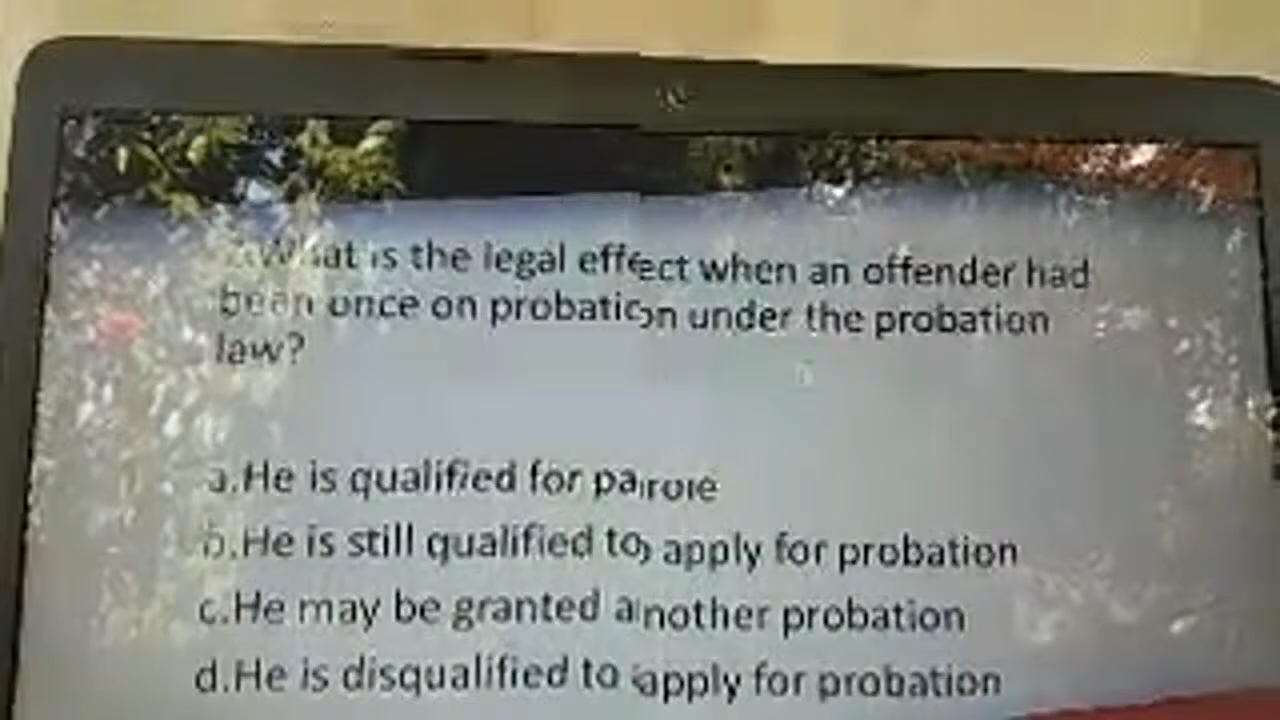 What is the legal effect when an offender had
been once on probation under the probation
law?
a.He is qualified for parole
b.He is still qualified to apply for probation
c.He may be granted another probation
d.He is disqualified to apply for probation